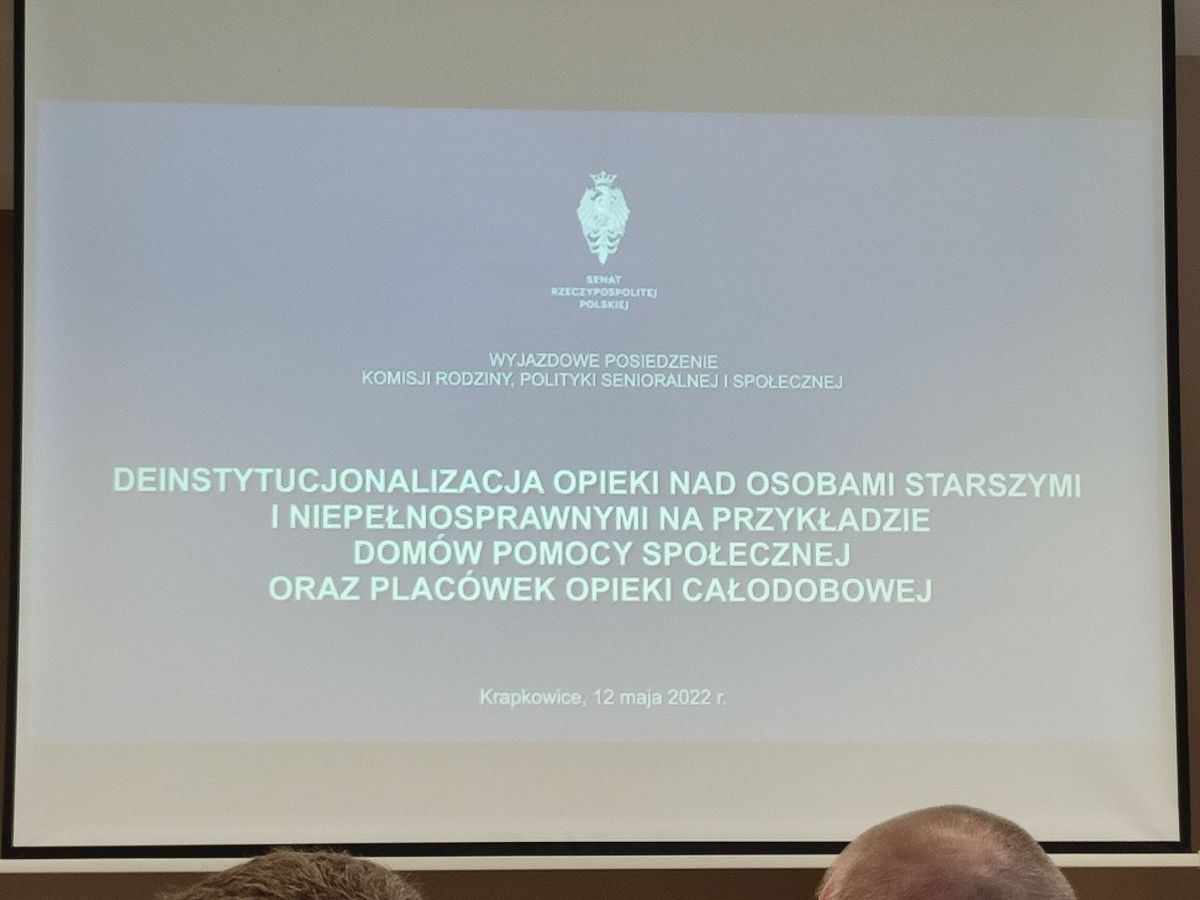 SENAT
RZECZYPOSPOLITEJ
POLSKIEJ
WYJAZDOWE POSIEDZENIE
KOMISJI RODZINY, POLITYKI SENIORALNEJ I SPOŁECZNEJ
DEINSTYTUCJONALIZACJA OPIEKI NAD OSOBAMI STARSZYMI
I NIEPEŁNOSPRAWNYMI NA PRZYKŁADZIE
DOMÓW POMOCY SPOŁECZNEJ
ORAZ PLACÓWEK OPIEKI CAŁODOBOWEJ
Krapkowice, 12 maja 2022 r.